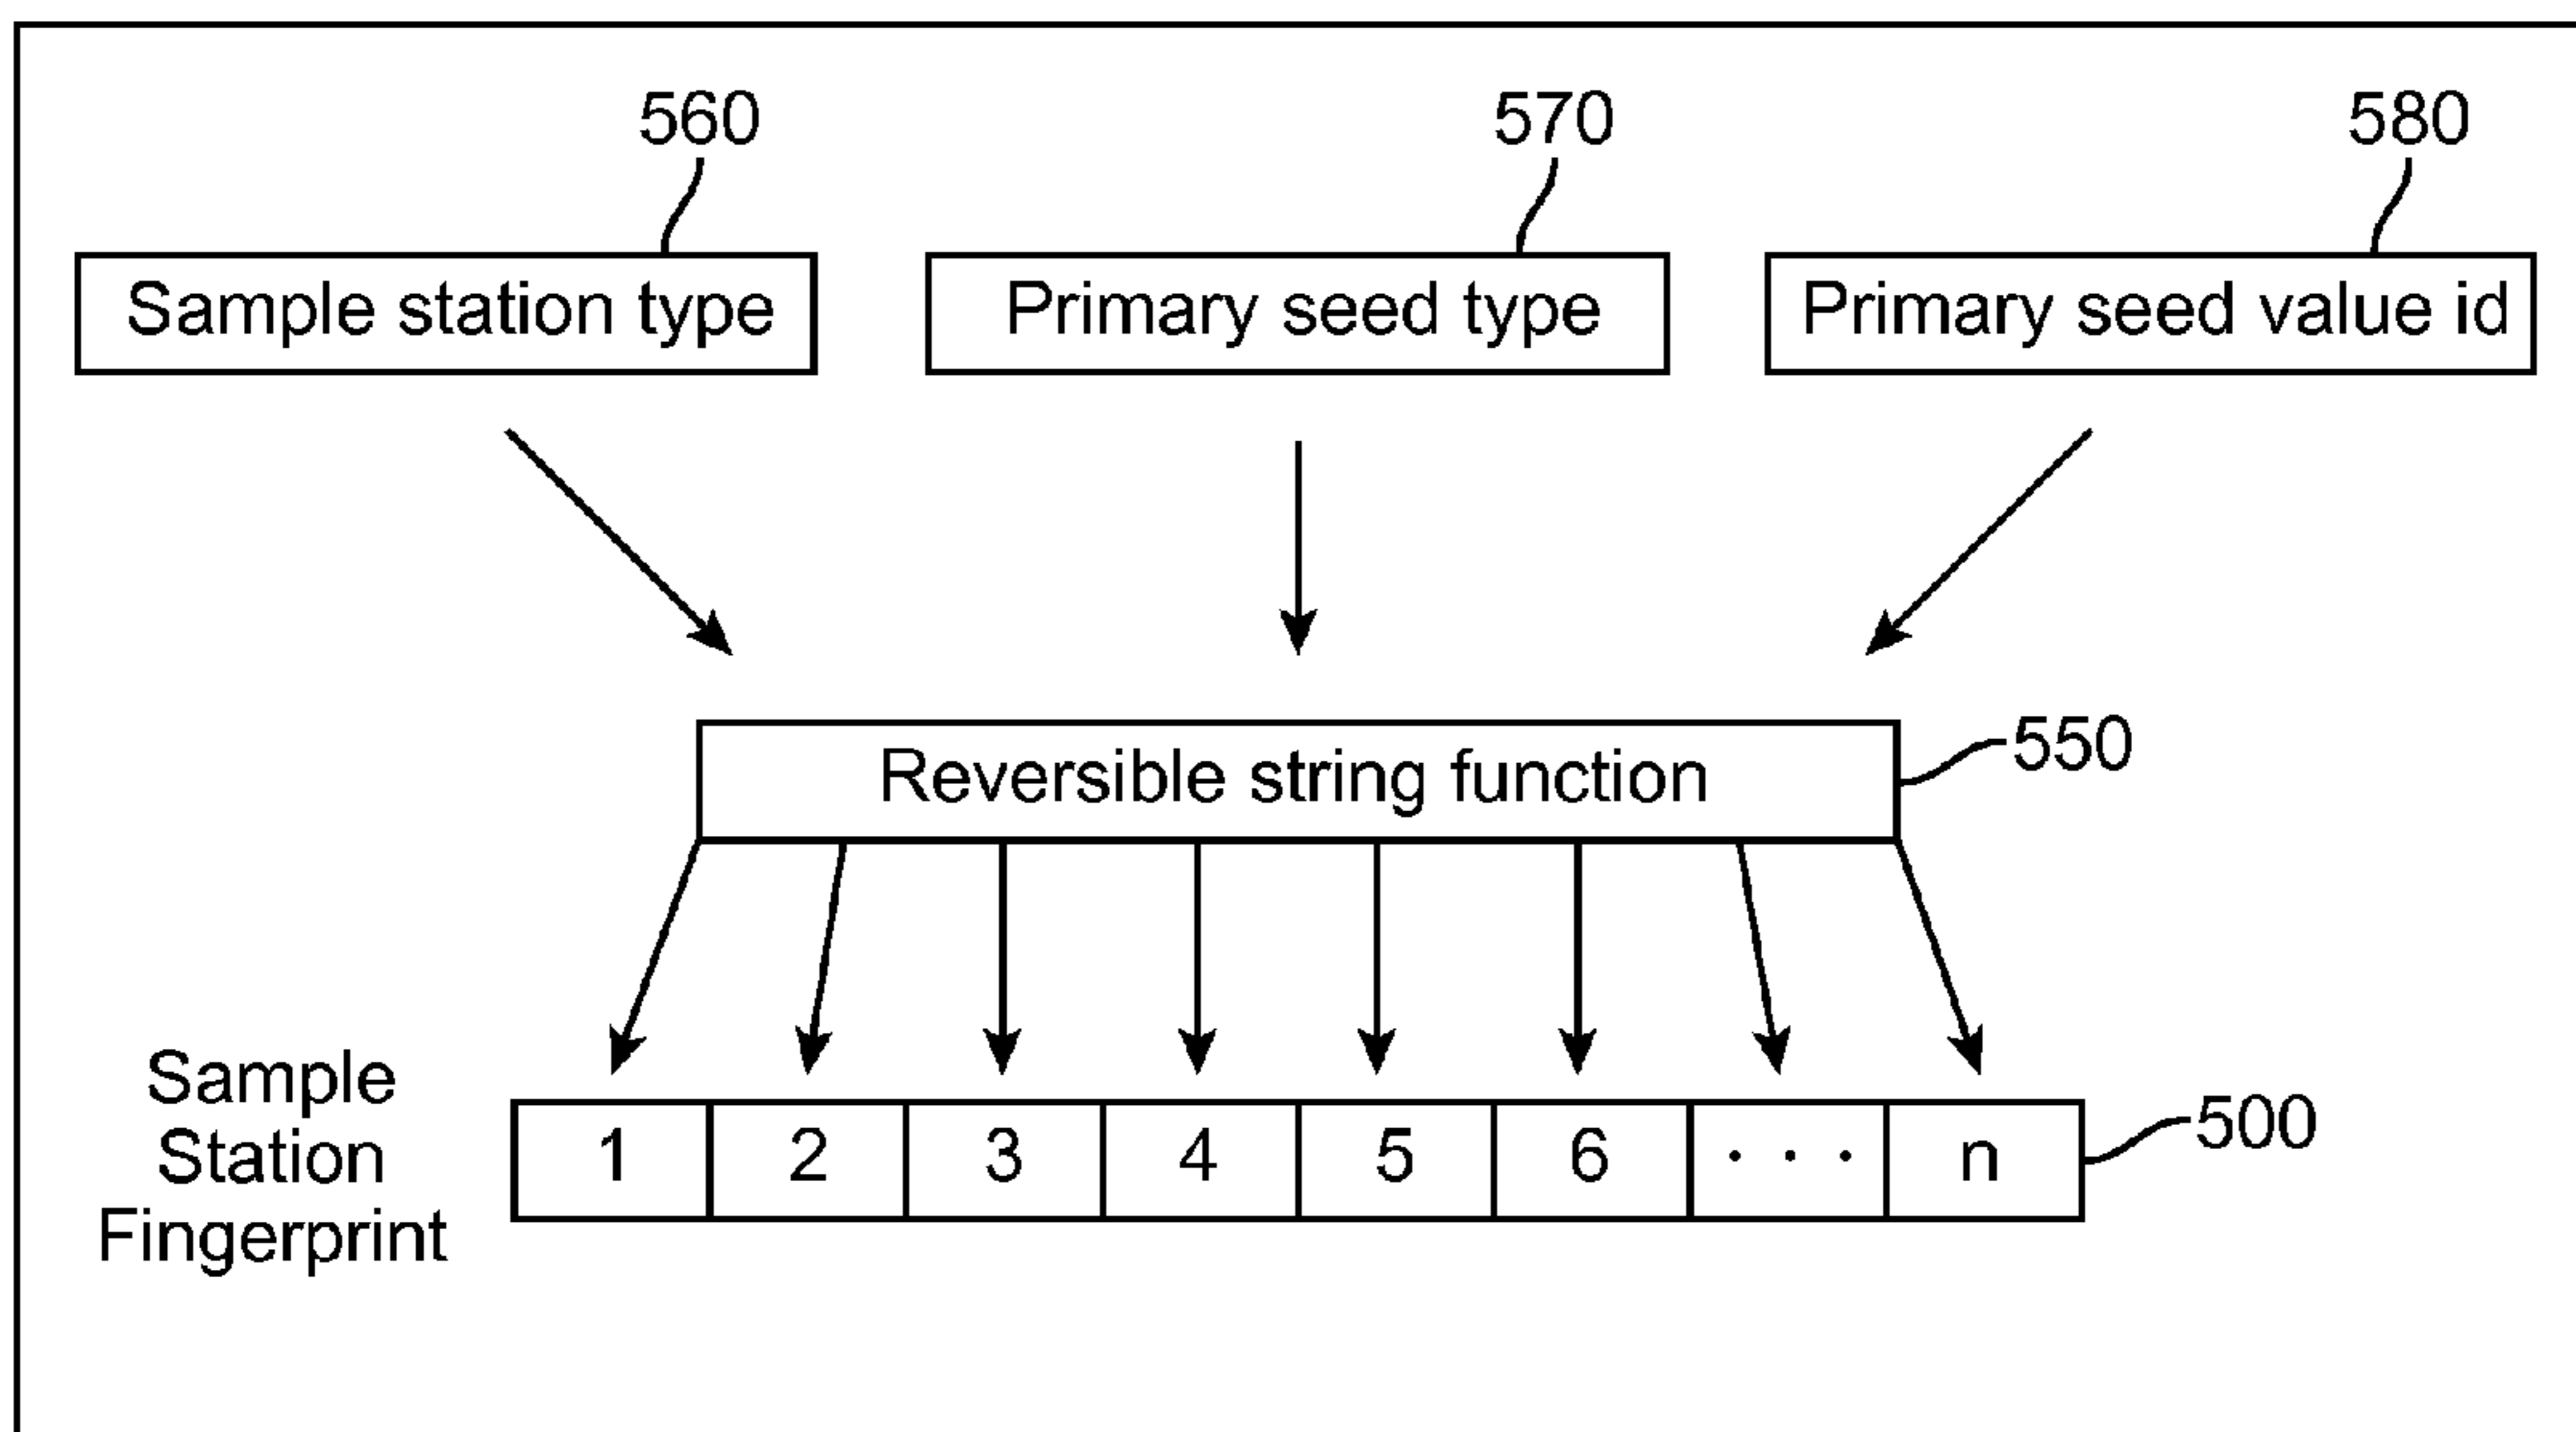 560
570
580
Sample station type
Primary seed type
Primary seed value id
Reversible string function
550
Sample
Station
Fingerprint
1 2 3 4 5 6 . . . n
500